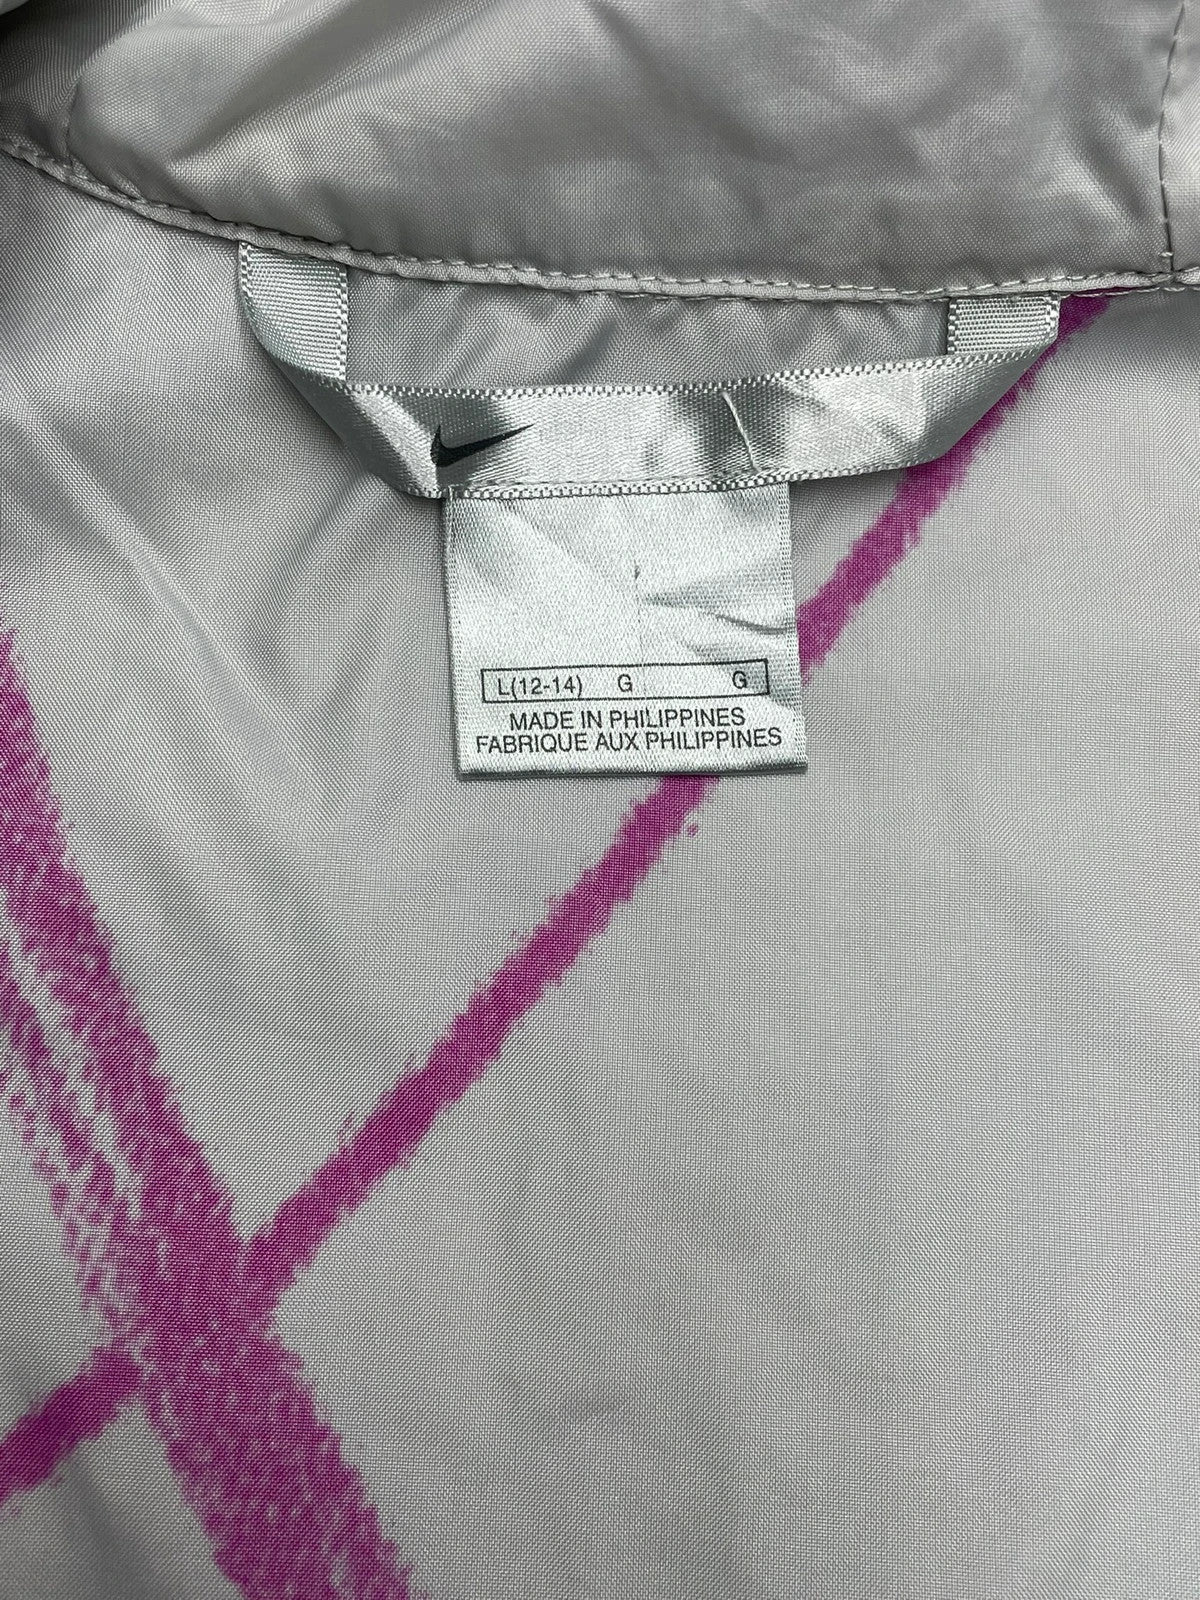 L(12-14) G G
MADE IN PHILIPPINES
FABRIQUE AUX PHILIPPINES